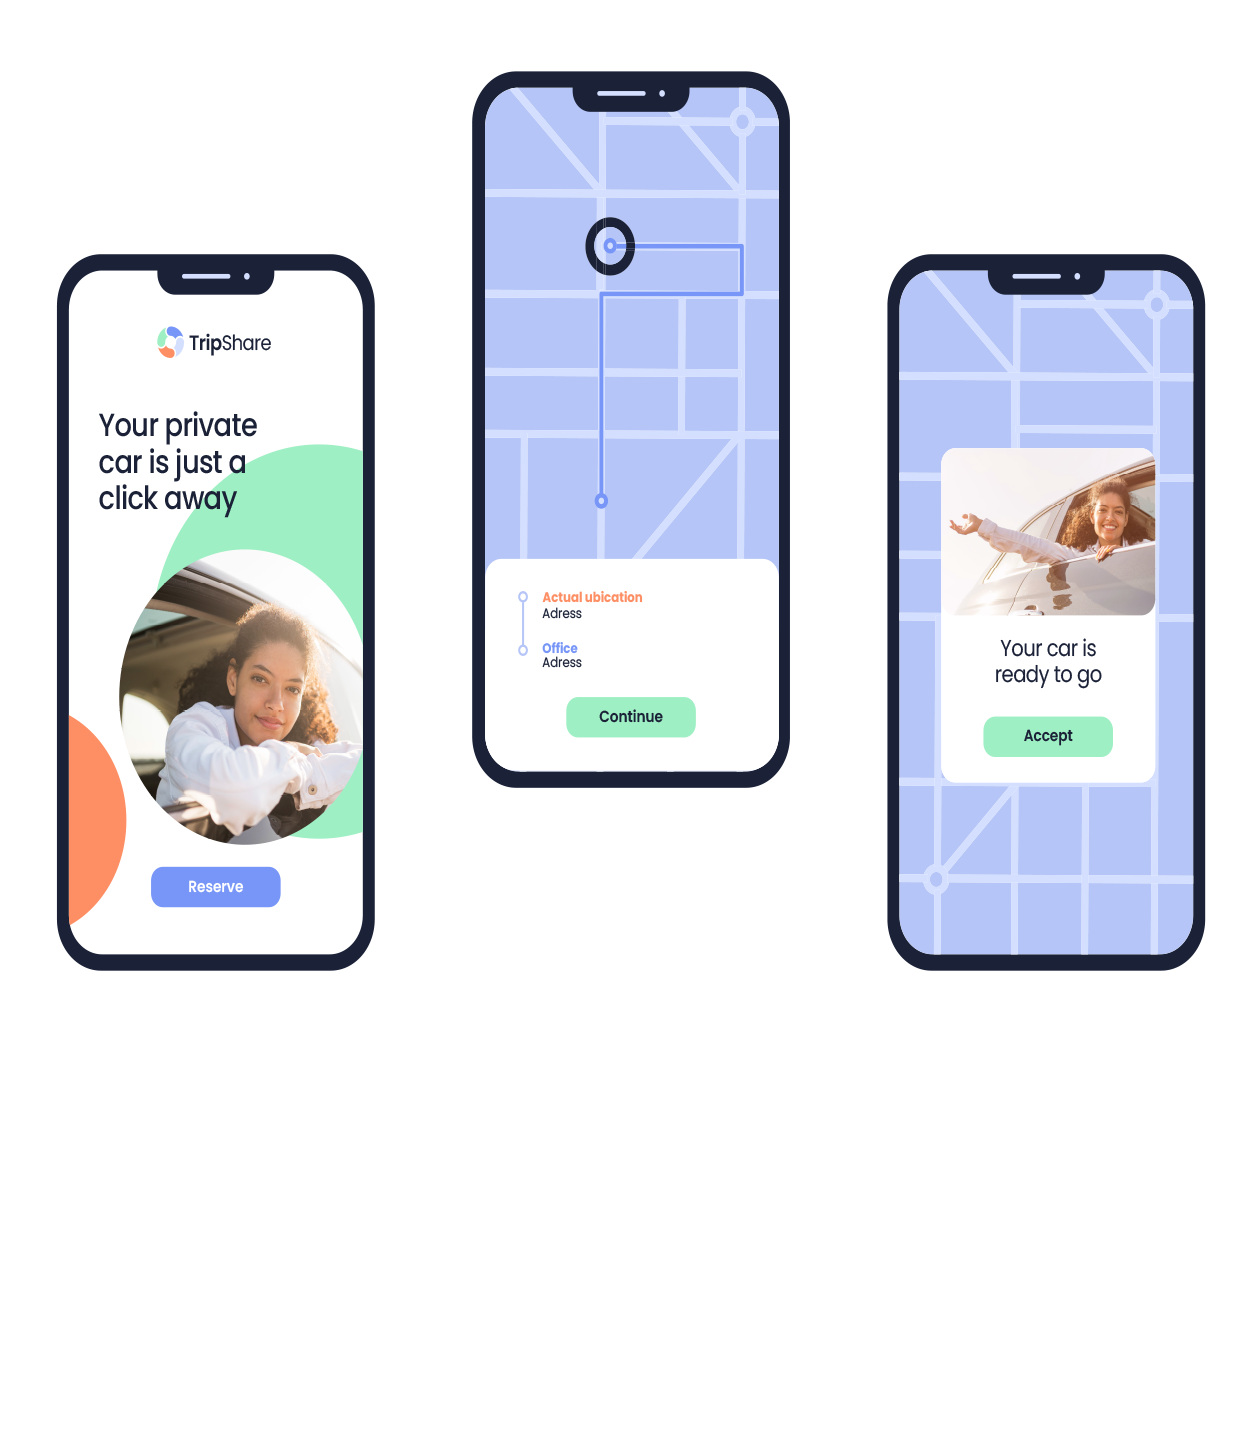 TripShare
Your private
car is just a
click away
Reserve
Actual ubication
Adress
Office
Adress
Continue
Your car is
ready to go
Accept